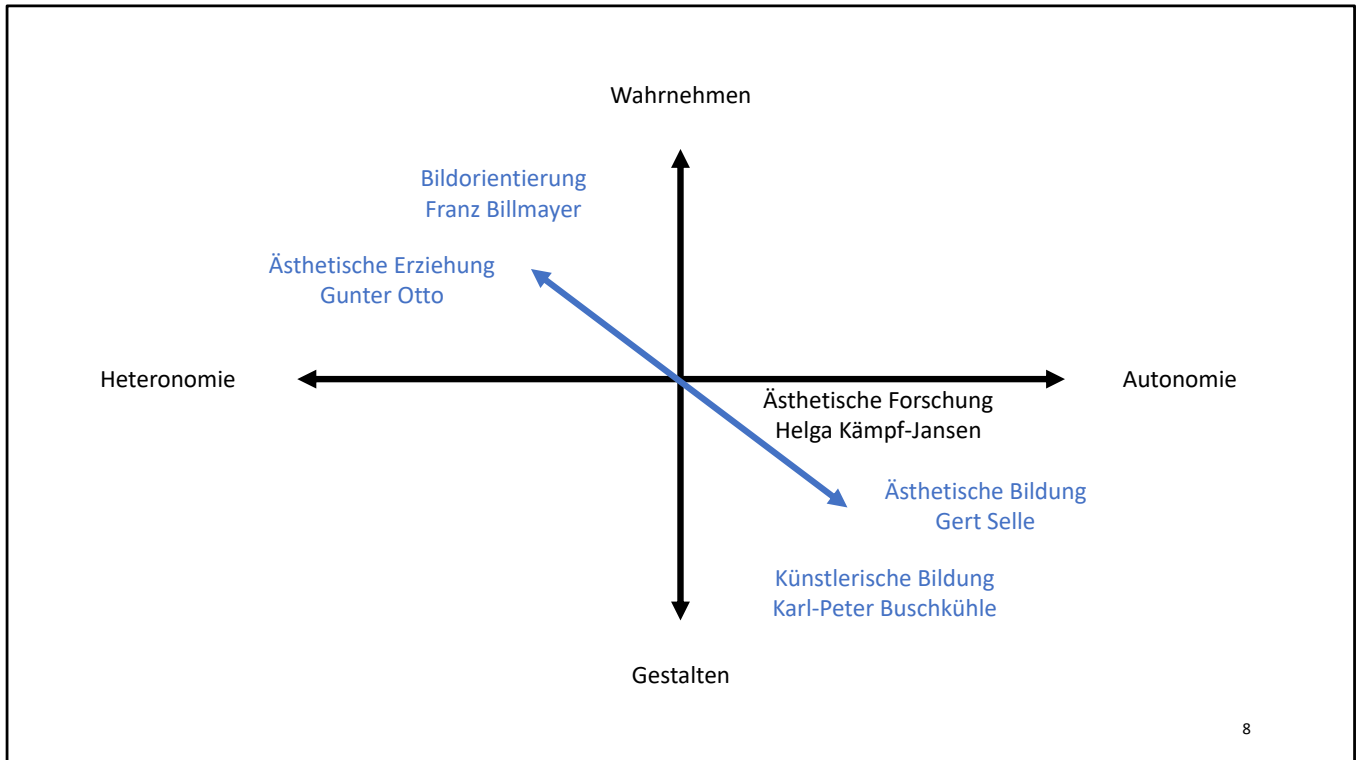 Wahrnehmen
Bildorientierung
Franz Billmayer
Ästhetische Erziehung
Gunter Otto
Heteronomie
Autonomie
Ästhetische Forschung
Helga Kämpf-Jansen
Ästhetische Bildung
Gert Selle
Künstlerische Bildung
Karl-Peter Buschkühle
Gestalten
8